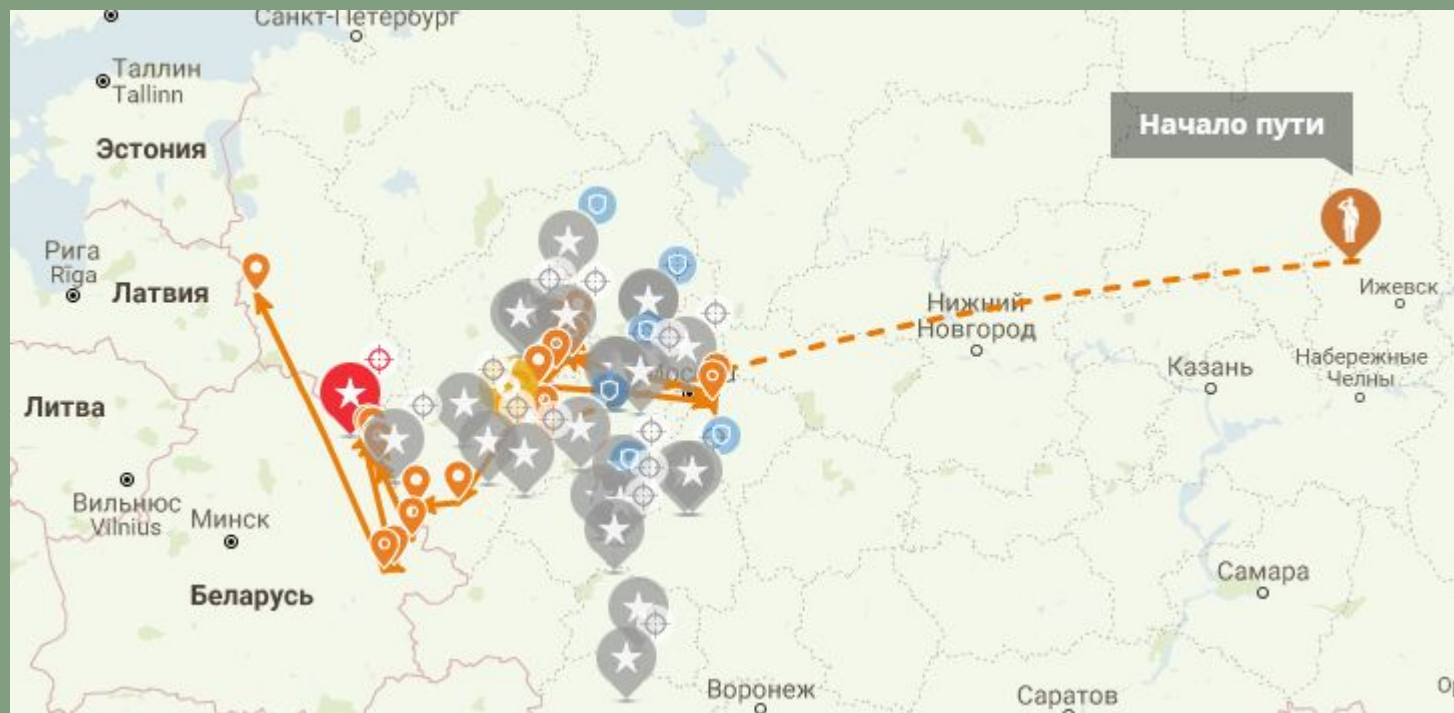 Санкт-Петербург
Таллин
Tallinn
Начало пути
Эстония
Рига
Rīga
Латвия
Ижевск
Нижний
Новгород
Казань
Набережные
Челны
Литва
Вильнюс
Vilnius
Минск
Беларусь
Самара
Воронеж
Саратов